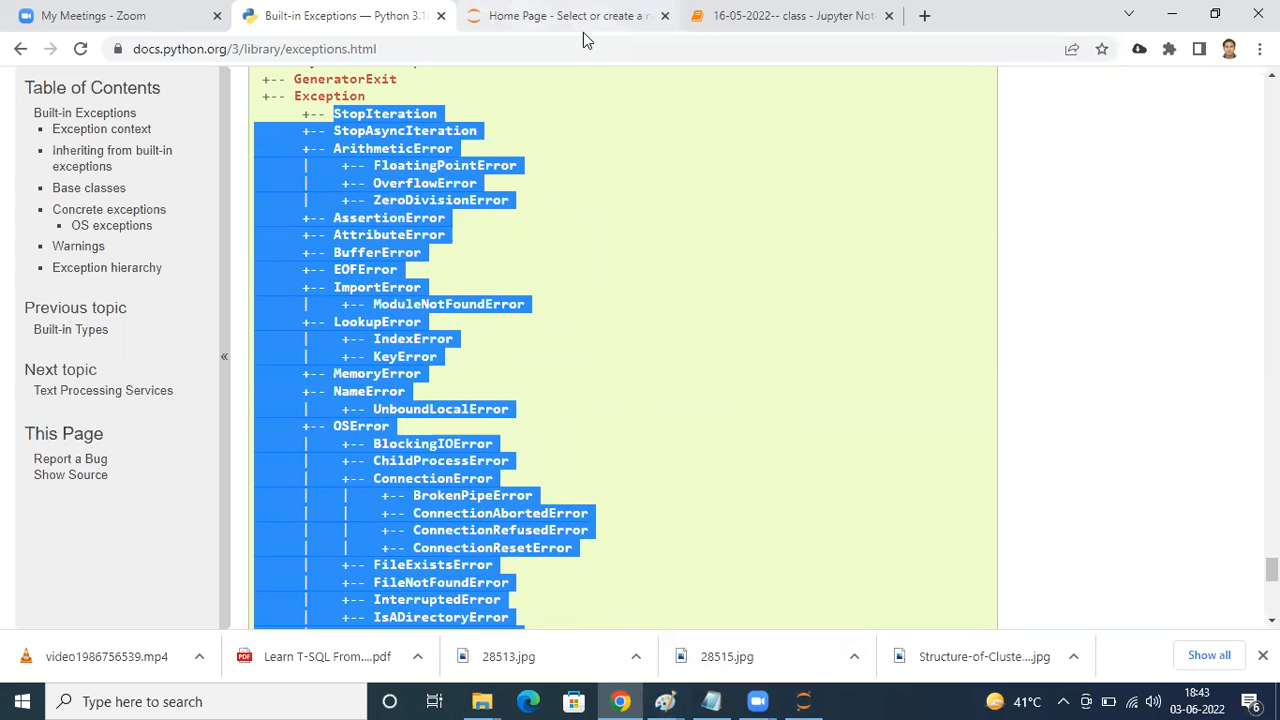 My Meetings - Zoom
Built-in Exceptions — Python 3.1
Home Page - Select or create a n
16-05-2022-- class - Jupyter Not
docs.python.org/3/library/exceptions.html
Table of Contents
Built-in Exceptions
Exception context
Inheriting from built-in
exceptions
Base classes
Concrete exceptions
OS exceptions
Warnings
Exception hierarchy
Previous topic
Built-in Types
Next topic
Text Processing Services
This Page
Report a Bug
Show Source
«
+-- GeneratorExit
+-- Exception
+-- StopIteration
+-- StopAsyncIteration
+-- ArithmeticError
| +-- FloatingPointError
| +-- OverflowError
| +-- ZeroDivisionError
+-- AssertionError
+-- AttributeError
+-- BufferError
+-- EOFError
+-- ImportError
| +-- ModuleNotFoundError
+-- LookupError
| +-- IndexError
| +-- KeyError
+-- MemoryError
+-- NameError
| +-- UnboundLocalError
+-- OSError
| +-- BlockingIOError
| +-- ChildProcessError
| +-- ConnectionError
| | +-- BrokenPipeError
| | +-- ConnectionAbortedError
| | +-- ConnectionRefusedError
| | +-- ConnectionResetError
| +-- FileExistsError
| +-- FileNotFoundError
| +-- InterruptedError
| +-- IsADirectoryError
video1986756539.mp4
Learn T-SQL From....pdf
28513.jpg
28515.jpg
Structure-of-Cluste....jpg
Show all
Type here to search
41°C
ENG
18:43
03-06-2022
6